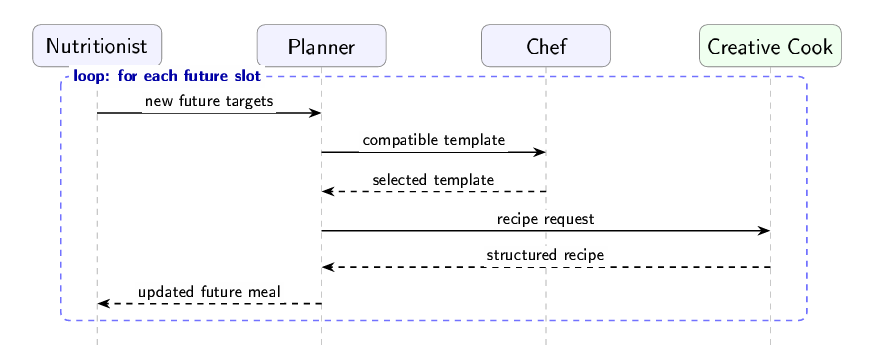 Nutritionist
Planner
Chef
Creative Cook
loop: for each future slot
new future targets
compatible template
selected template
recipe request
structured recipe
updated future meal